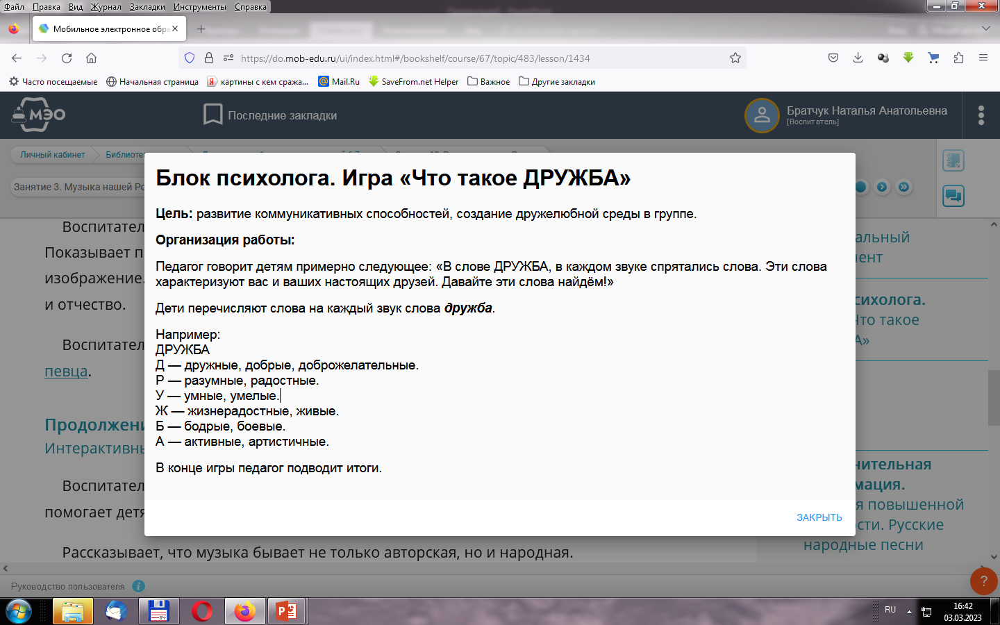 Файл Правка Вид Журнал Закладки Инструменты Справка
Мобильное электронное обра
https://do.mob-edu.ru/ui/index.html#/bookshelf/course/67/topic/483/lesson/1434
Часто посещаемые Начальная страница картины с кем сража... Mail.Ru SaveFrom.net Helper Важное Другие закладки
МЭО Последние закладки Братчук Наталья Анатольевна
[Воспитатель]
Личный кабинет Библиотек
Занятие 3. Музыка нашей Ро
Блок психолога. Игра «Что такое ДРУЖБА»
Цель: развитие коммуникативных способностей, создание дружелюбной среды в группе.
Организация работы:
Педагог говорит детям примерно следующее: «В слове ДРУЖБА, в каждом звуке спрятались слова. Эти слова
характеризуют вас и ваших настоящих друзей. Давайте эти слова найдём!»
Дети перечисляют слова на каждый звук слова дружба.
Например:
ДРУЖБА
Д — дружные, добрые, доброжелательные.
Р — разумные, радостные.
У — умные, умелые.
Ж — жизнерадостные, живые.
Б — бодрые, боевые.
А — активные, артистичные.
В конце игры педагог подводит итоги.
ЗАКРЫТЬ
Воспитател
Показывает п
изображение.
и отчество.
Воспитател
певца.
Продолжени
Интерактивны
Воспитател
помогает детя
Рассказывает, что музыка бывает не только авторская, но и народная.
альный
ент
сихолога.
Что такое
А»
нительная
мация.
я повышенной
сти. Русские
народные песни
Руководство пользователя i
?
RU 16:42
03.03.2023